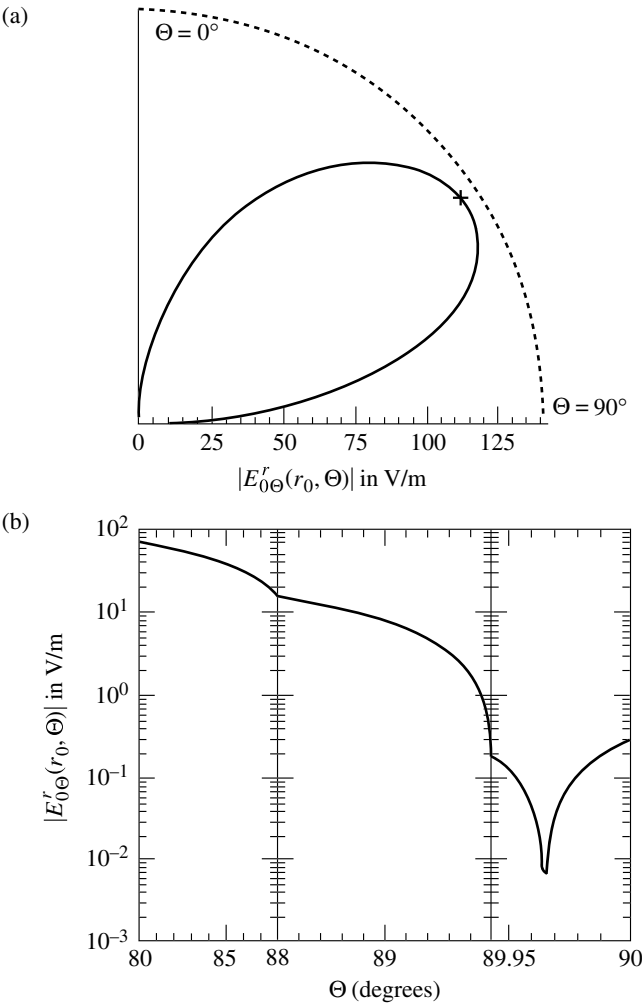 (a)
Θ = 0°
Θ = 90°
0 25 50 75 100 125
|E^r_{0Θ}(r_0, Θ)| in V/m
(b)
|E^r_{0Θ}(r_0, Θ)| in V/m
10^2
10^1
10^0
10^{−1}
10^{−2}
10^{−3}
80 85 88 89 89.95 90
Θ (degrees)